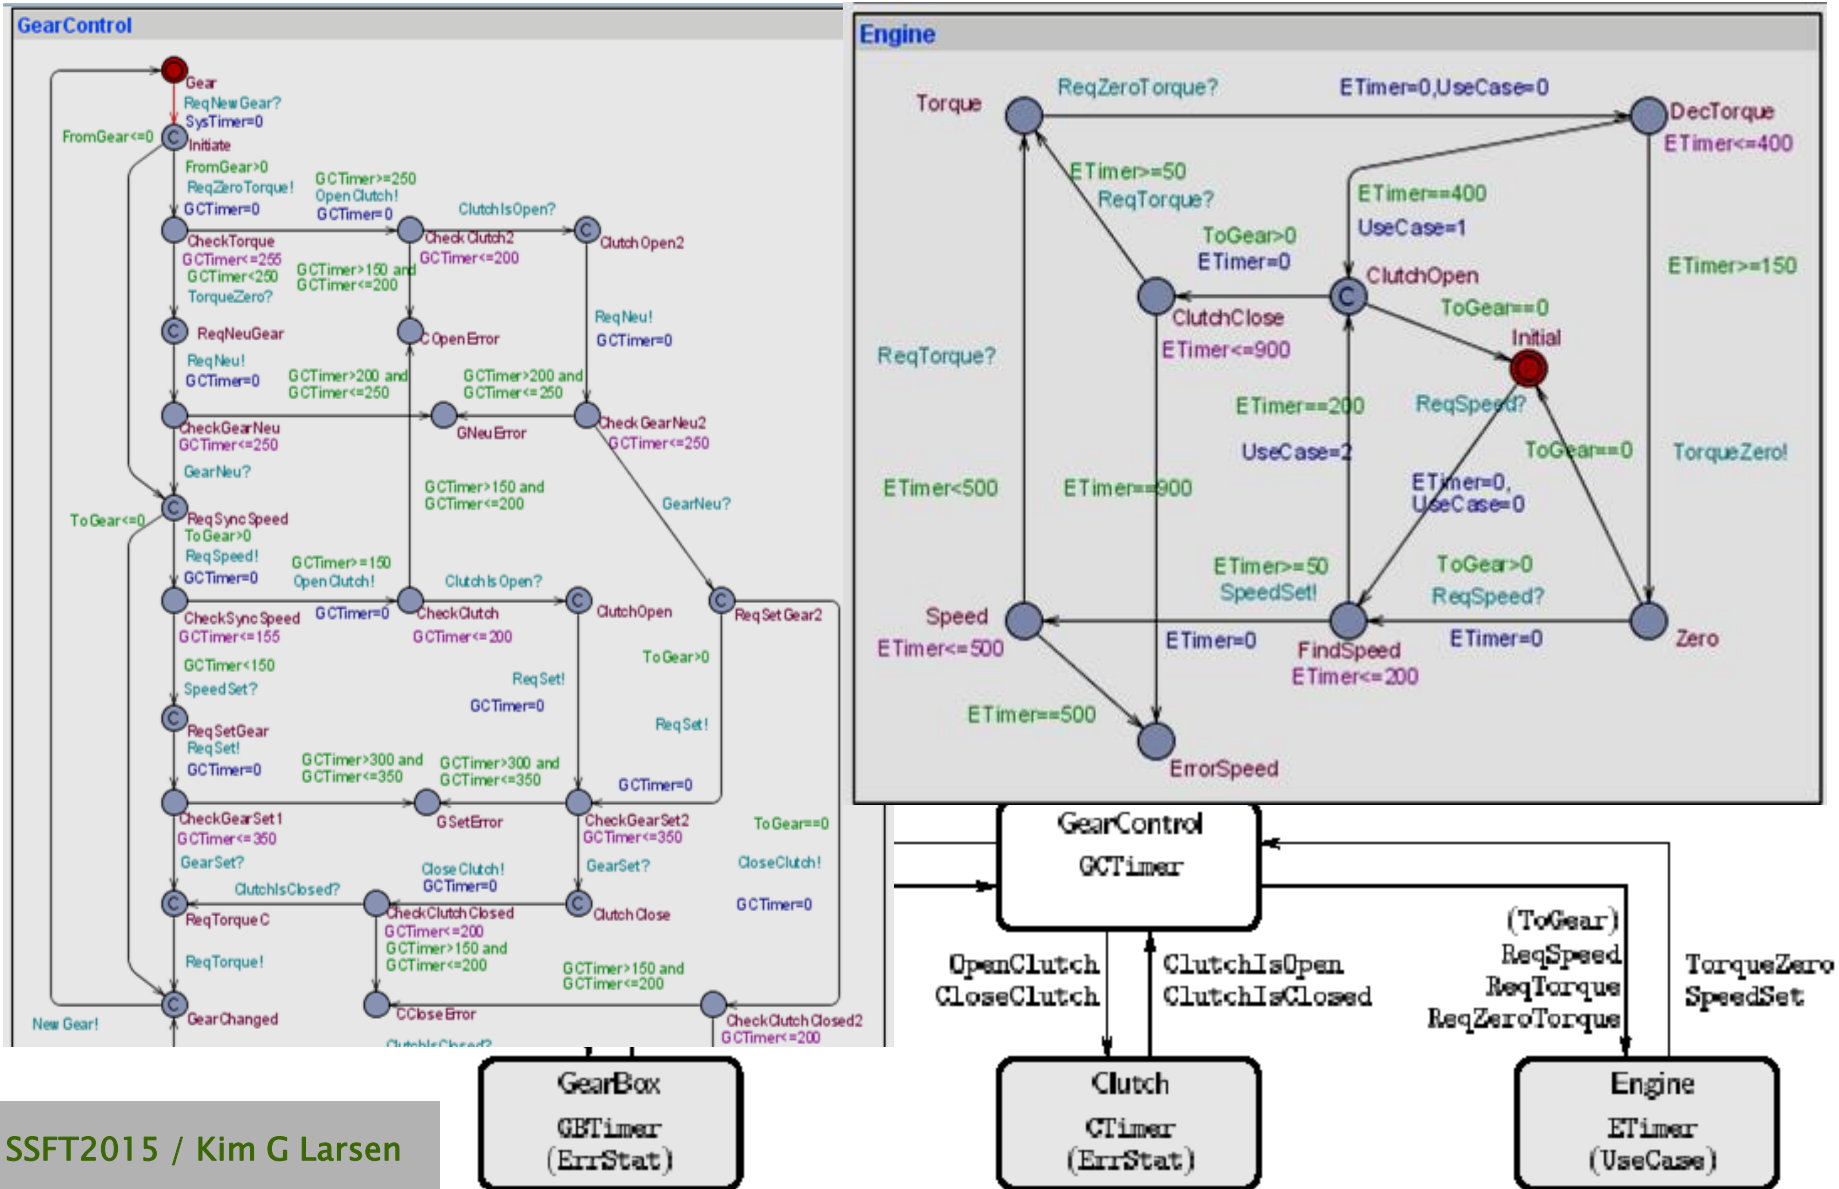 GearControl
Gear
ReqNewGear?
SysTimer=0
FromGear<=0
Initiate
FromGear>0
ReqZeroTorque!
GCTimer=0
GCTimer>=250
OpenClutch!
GCTimer=0
ClutchIsOpen?
CheckTorque
GCTimer<=255
GCTimer<250
TorqueZero?
CheckClutch2
GCTimer<=200
ClutchOpen2
GCTimer>150 and
GCTimer<=200
ReqNeuGear
COpenError
ReqNeu!
GCTimer=0
ReqNeu!
GCTimer=0
GCTimer>200 and
GCTimer<=250
GCTimer>200 and
GCTimer<=250
CheckGearNeu
GCTimer<=250
GNeuError
CheckGearNeu2
GCTimer<=250
GearNeu?
GCTimer>150 and
GCTimer<=200
GearNeu?
ToGear<=0
ReqSyncSpeed
ToGear>0
ReqSpeed!
GCTimer=0
GCTimer>=150
OpenClutch!
GCTimer=0
ClutchIsOpen?
CheckSyncSpeed
GCTimer<=155
CheckClutch
GCTimer<=200
ClutchOpen
ReqSetGear2
GCTimer<150
SpeedSet?
ToGear>0
ReqSet!
GCTimer=0
ReqSet!
ReqSetGear
ReqSet!
GCTimer=0
GCTimer>300 and
GCTimer<=350
GCTimer>300 and
GCTimer<=350
GCTimer=0
CheckGearSet1
GCTimer<=350
GSetError
CheckGearSet2
GCTimer<=350
ToGear==0
GearSet?
CloseClutch!
GCTimer=0
GearSet?
CloseClutch!
ClutchIsClosed?
GCTimer=0
ReqTorqueC
CheckClutchClosed
GCTimer<=200
GCTimer>150 and
GCTimer<=200
ClutchClose
ReqTorque!
GCTimer>150 and
GCTimer<=200
NewGear!
GearChanged
CCloseError
CheckClutchClosed2
GCTimer<=200
ClutchIsClosed?
Engine
Torque
ReqZeroTorque?
ETimer=0,UseCase=0
DecTorque
ETimer<=400
ETimer>=50
ReqTorque?
ETimer==400
UseCase=1
ToGear>0
ETimer=0
ClutchOpen
ETimer>=150
ToGear==0
ClutchClose
ETimer<=900
Initial
ReqTorque?
ETimer==200
ReqSpeed?
UseCase=2
ToGear==0
TorqueZero!
ETimer<500
ETimer==900
ETimer=0,
UseCase=0
ETimer>=50
SpeedSet!
ToGear>0
ReqSpeed?
Speed
ETimer<=500
ETimer=0
FindSpeed
ETimer<=200
ETimer=0
Zero
ETimer==500
ErrorSpeed
GearControl
GCTimer
OpenClutch
CloseClutch
ClutchIsOpen
ClutchIsClosed
(ToGear)
ReqSpeed
ReqTorque
ReqZeroTorque
TorqueZero
SpeedSet
GearBox
GBTimer
(ErrStat)
Clutch
CTimer
(ErrStat)
Engine
ETimer
(UseCase)
SSFT2015 / Kim G Larsen